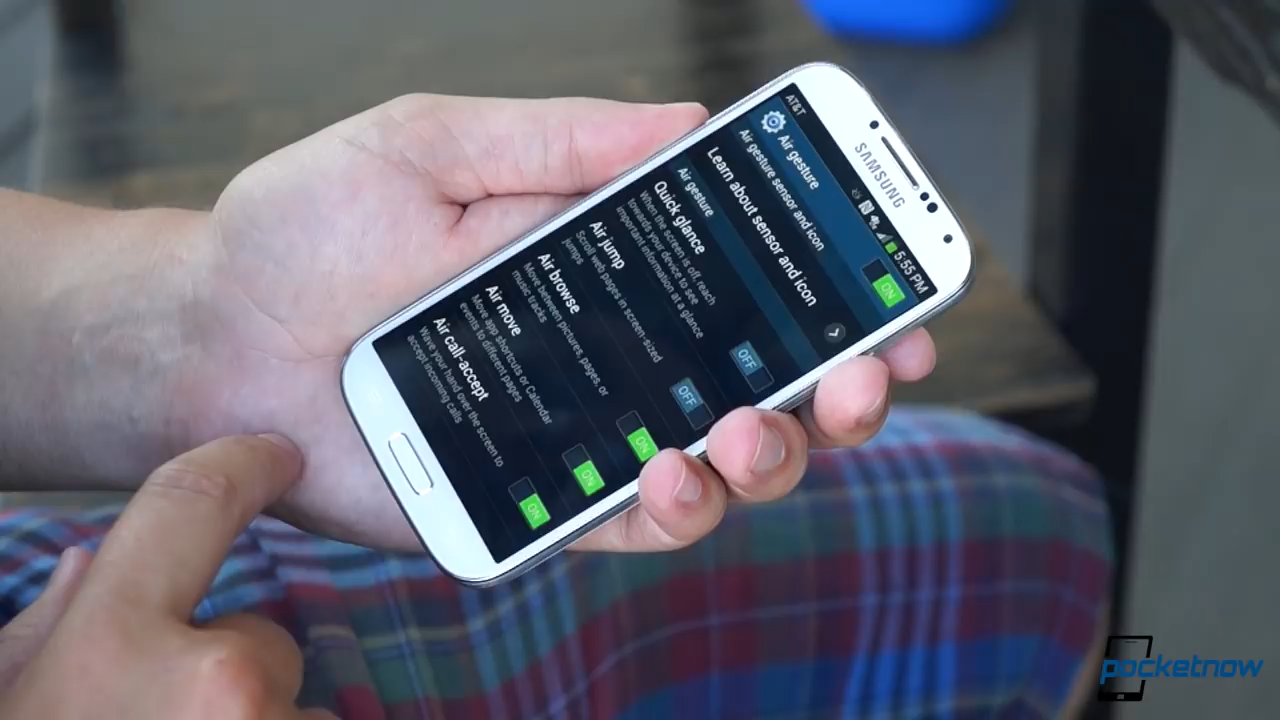 SAMSUNG
AT&T
5:55 PM
Air gesture
ON
Air gesture sensor and icon
Learn about sensor and icon
Air gesture
Quick glance
When the screen is off, reach
towards your device to see
important information at a glance
OFF
Air jump
Scroll web pages in screen-sized
jumps
OFF
Air browse
Move between pictures, pages, or
music tracks
ON
Air move
Move app shortcuts or Calendar
events to different pages
ON
Air call-accept
Wave your hand over the screen to
accept incoming calls
ON
pocketnow